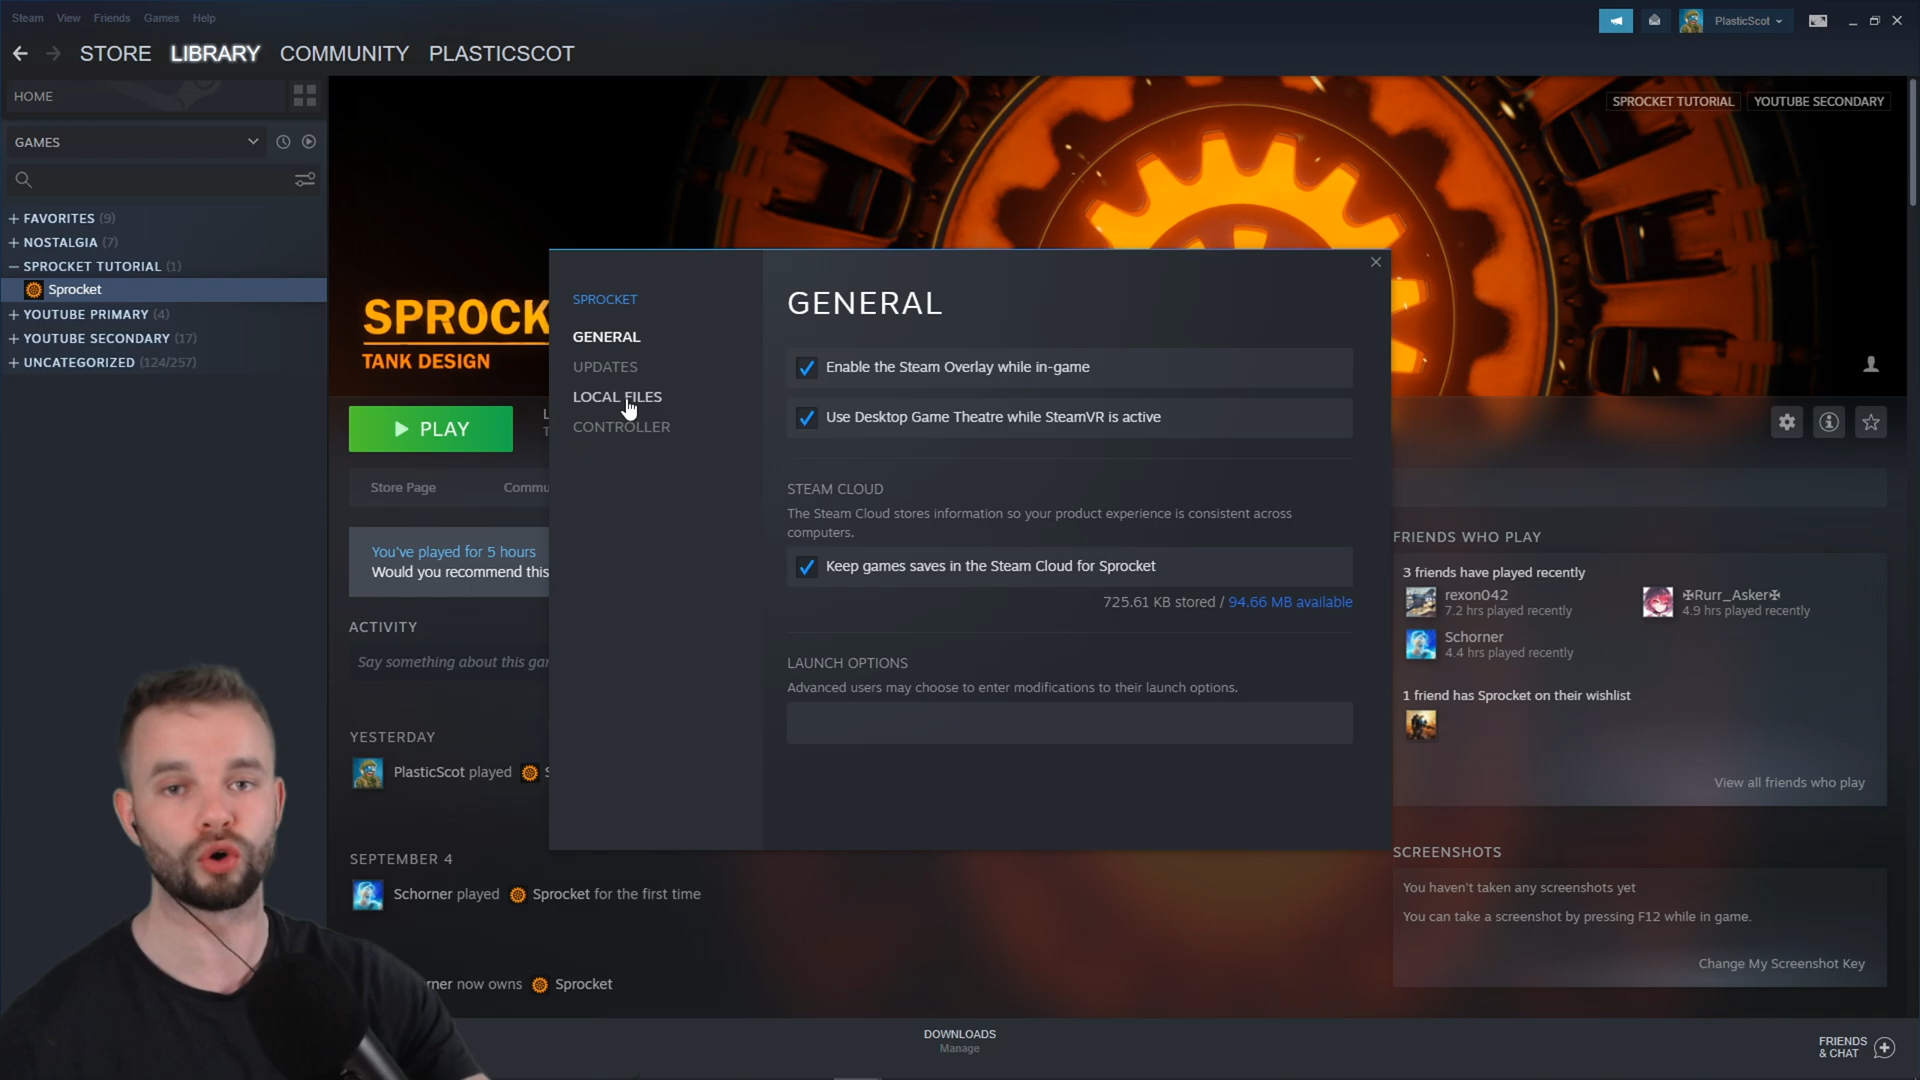 Steam View Friends Games Help
PlasticScot
STORE LIBRARY COMMUNITY PLASTICSCOT
HOME
GAMES
+ FAVORITES (9)
+ NOSTALGIA (7)
− SPROCKET TUTORIAL (1)
Sprocket
+ YOUTUBE PRIMARY (4)
+ YOUTUBE SECONDARY (17)
+ UNCATEGORIZED (124/257)
SPROCKET TUTORIAL YOUTUBE SECONDARY
SPROCK
TANK DESIGN
PLAY
Store Page Commu
You've played for 5 hours
Would you recommend this
ACTIVITY
Say something about this gam
YESTERDAY
PlasticScot played S
SEPTEMBER 4
Schorner played Sprocket for the first time
rner now owns Sprocket
SPROCKET
GENERAL
UPDATES
LOCAL FILES
CONTROLLER
GENERAL
Enable the Steam Overlay while in-game
Use Desktop Game Theatre while SteamVR is active
STEAM CLOUD
The Steam Cloud stores information so your product experience is consistent across
computers.
Keep games saves in the Steam Cloud for Sprocket
725.61 KB stored / 94.66 MB available
LAUNCH OPTIONS
Advanced users may choose to enter modifications to their launch options.
FRIENDS WHO PLAY
3 friends have played recently
rexon042
7.2 hrs played recently
✠Rurr_Asker✠
4.9 hrs played recently
Schorner
4.4 hrs played recently
1 friend has Sprocket on their wishlist
View all friends who play
SCREENSHOTS
You haven't taken any screenshots yet
You can take a screenshot by pressing F12 while in game.
Change My Screenshot Key
DOWNLOADS
Manage
FRIENDS
& CHAT